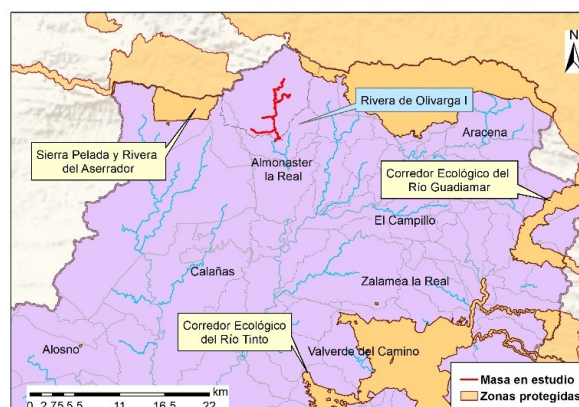 N
Rivera de Olivarga I
Aracena
Sierra Pelada y Rivera
del Aserrador
Almonaster
la Real
Corredor Ecológico del
Río Guadiamar
El Campillo
Calañas
Zalamea la Real
Corredor Ecológico
del Río Tinto
Alosno
Valverde del Camino
km
0 2,75 5,5 11 16,5 22
Masa en estudio
Zonas protegidas